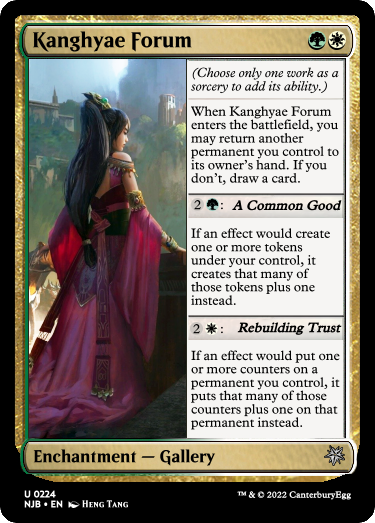 Kanghyae Forum
(Choose only one work as a
sorcery to add its ability.)
When Kanghyae Forum
enters the battlefield, you
may return another
permanent you control to
its owner's hand. If you
don't, draw a card.
2 : A Common Good
If an effect would create
one or more tokens
under your control, it
creates that many of
those tokens plus one
instead.
2 : Rebuilding Trust
If an effect would put one
or more counters on a
permanent you control, it
puts that many of those
counters plus one on that
permanent instead.
Enchantment — Gallery
U 0224
NJB • EN Heng Tang
™ & © 2022 CanterburyEgg